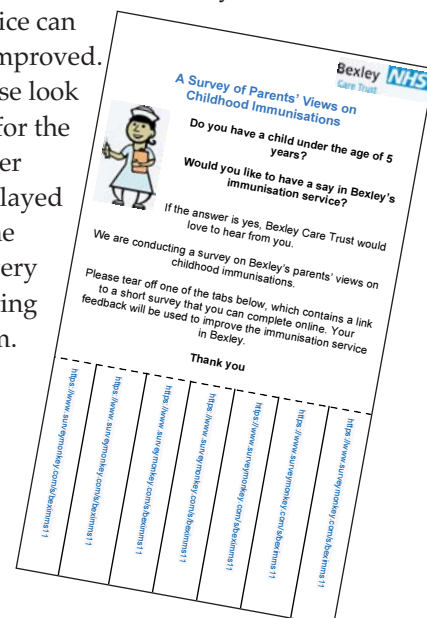 ice can
mproved.
se look
for the
er
layed
ne
ery
ing
n.
Bexley NHS
Care Trust
A Survey of Parents' Views on
Childhood Immunisations
Do you have a child under the age of 5
years?
Would you like to have a say in Bexley's
immunisation service?
If the answer is yes, Bexley Care Trust would
love to hear from you.
We are conducting a survey on Bexley's parents' views on
childhood immunisations.
Please tear off one of the tabs below, which contains a link
to a short survey that you can complete online. Your
feedback will be used to improve the immunisation service
in Bexley.
Thank you
https://www.surveymonkey.com/s/beximms11
https://www.surveymonkey.com/s/beximms11
https://www.surveymonkey.com/s/beximms11
https://www.surveymonkey.com/s/beximms11
https://www.surveymonkey.com/s/beximms11
https://www.surveymonkey.com/s/beximms11
https://www.surveymonkey.com/s/beximms11